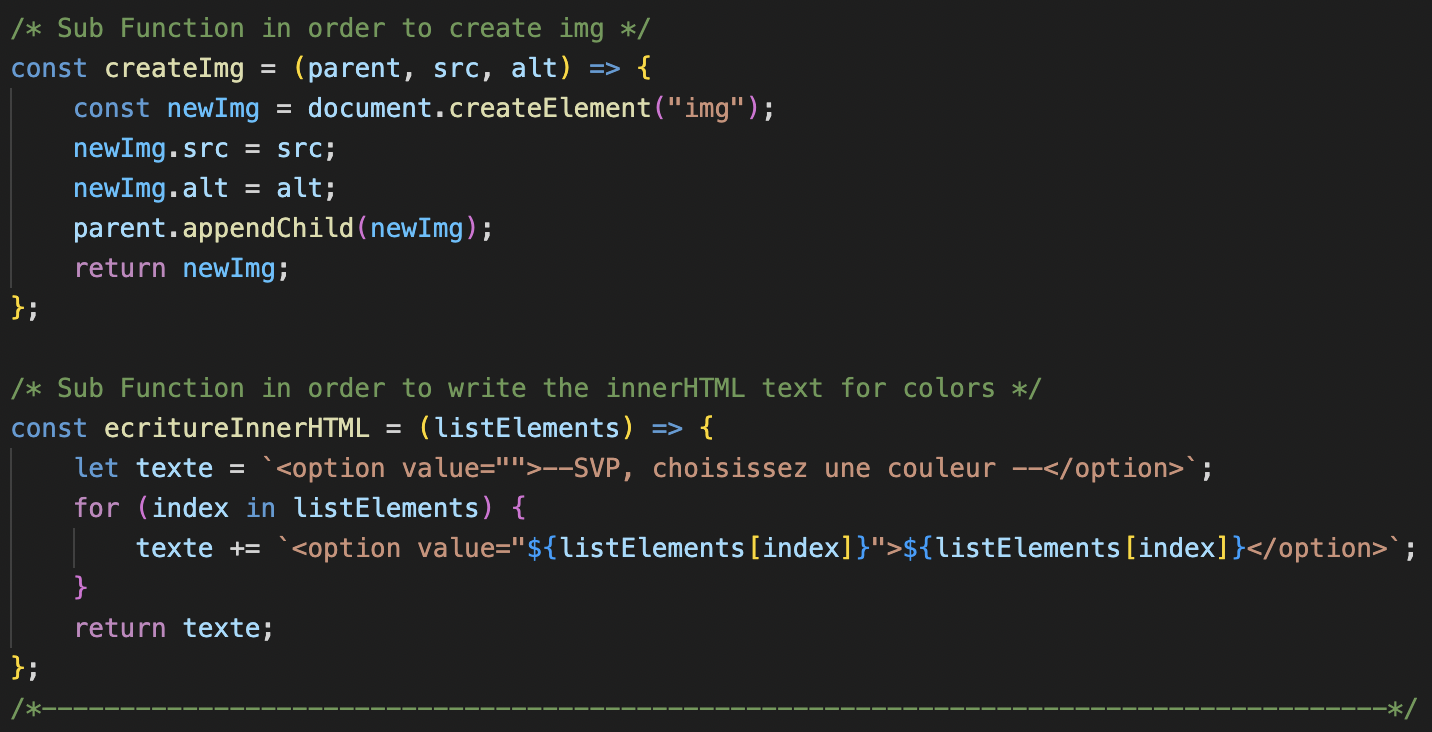 /* Sub Function in order to create img */
const createImg = (parent, src, alt) => {
    const newImg = document.createElement("img");
    newImg.src = src;
    newImg.alt = alt;
    parent.appendChild(newImg);
    return newImg;
};

/* Sub Function in order to write the innerHTML text for colors */
const ecritureInnerHTML = (listElements) => {
    let texte = `<option value="">--SVP, choisissez une couleur --</option>`;
    for (index in listElements) {
        texte += `<option value="${listElements[index]}">${listElements[index]}</option>`;
    }
    return texte;
};
/*--------------------------------------------------------------------------------------*/